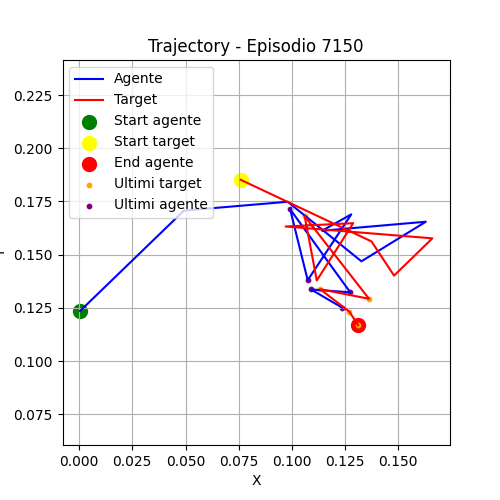 Trajectory - Episodio 7150
Agente
Target
Start agente
Start target
End agente
Ultimi target
Ultimi agente
0.225
0.200
0.175
0.150
0.125
0.100
0.075
0.000
0.025
0.050
0.075
0.100
0.125
0.150
X